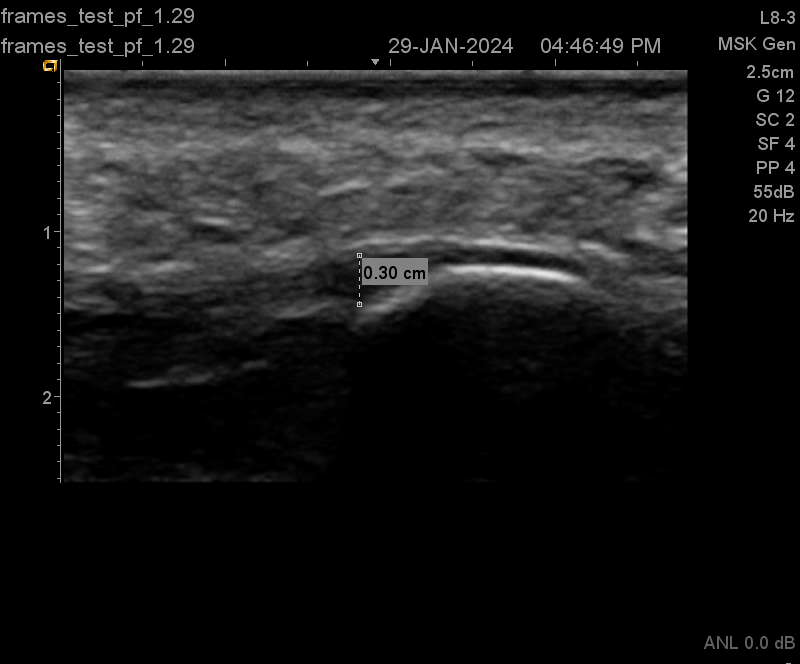 frames_test_pf_1.29
L8-3
frames_test_pf_1.29
29-JAN-2024 04:46:49 PM
MSK Gen
2.5cm
G 12
SC 2
SF 4
PP 4
55dB
20 Hz
1
0.30 cm
2
ANL 0.0 dB